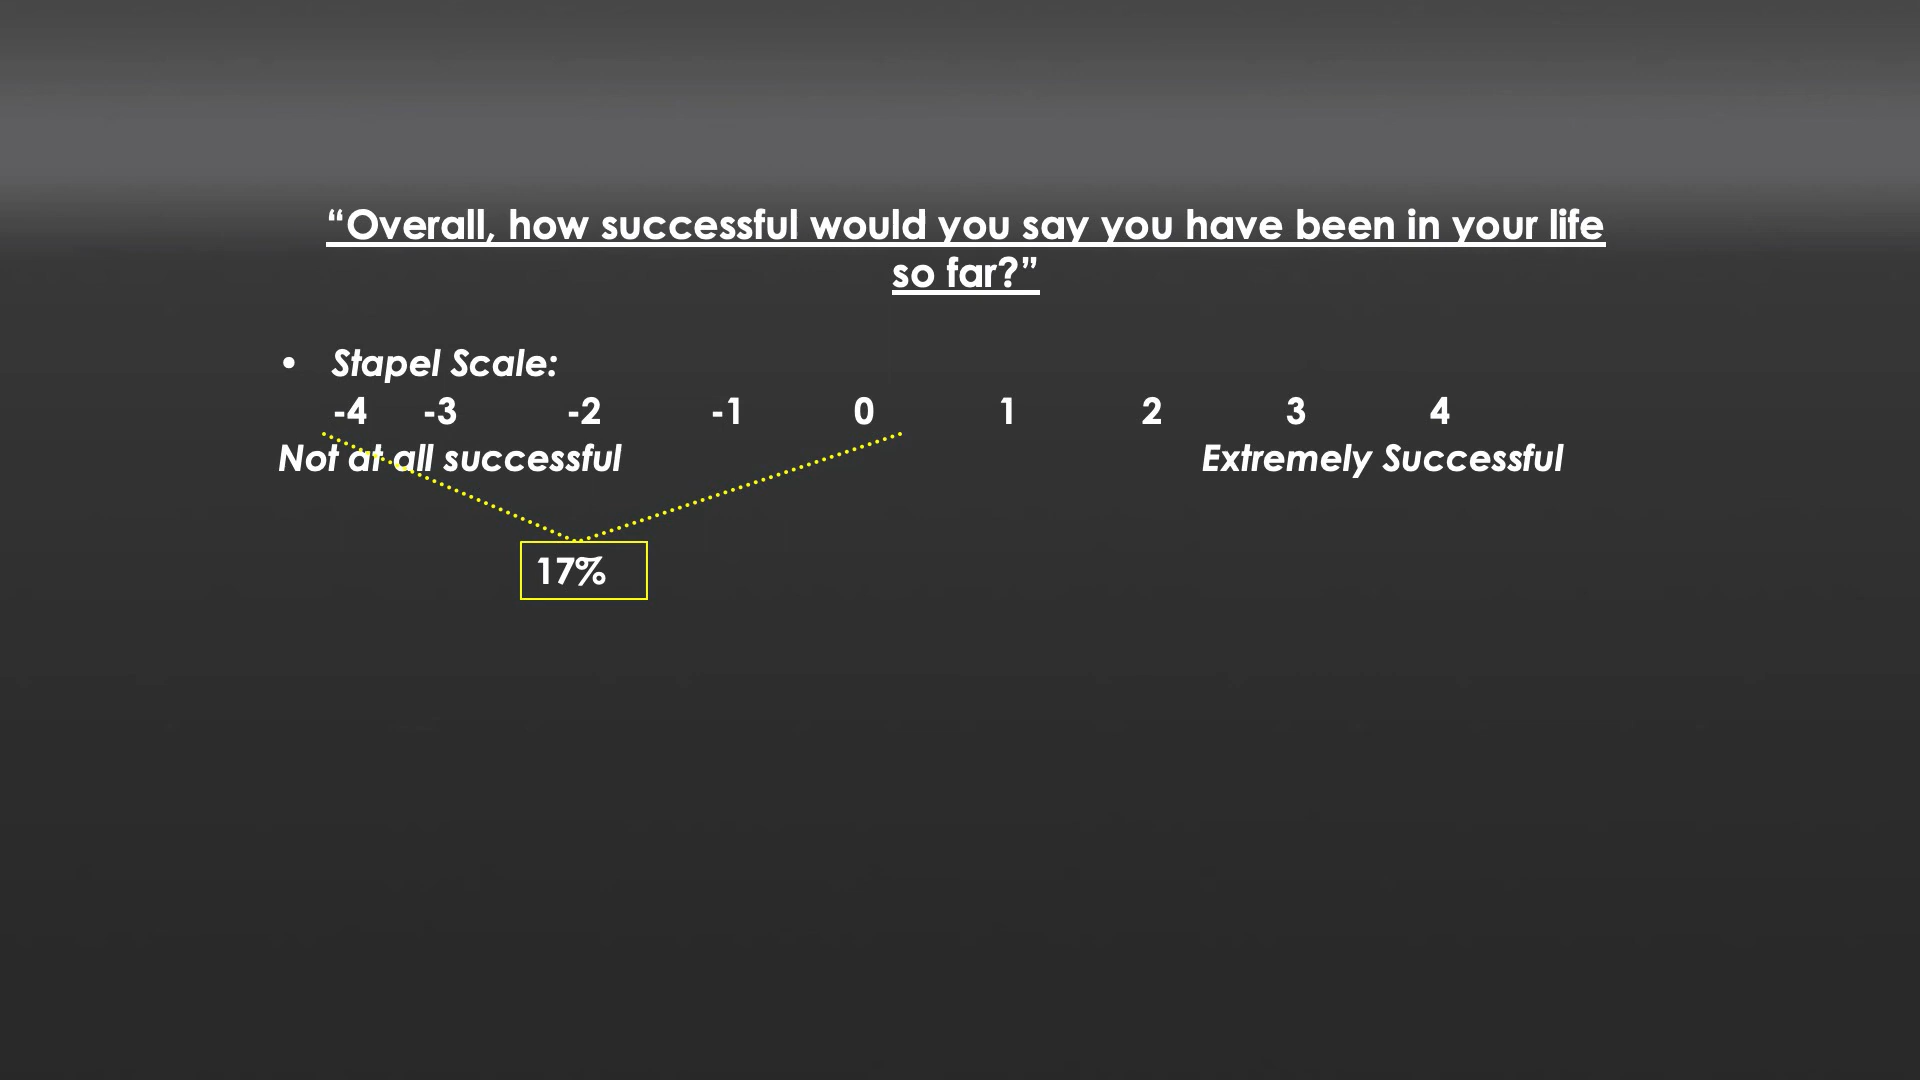 “Overall, how successful would you say you have been in your life
so far?”
• Stapel Scale:
-4 -3 -2 -1 0 1 2 3 4
Not at all successful Extremely Successful
17%